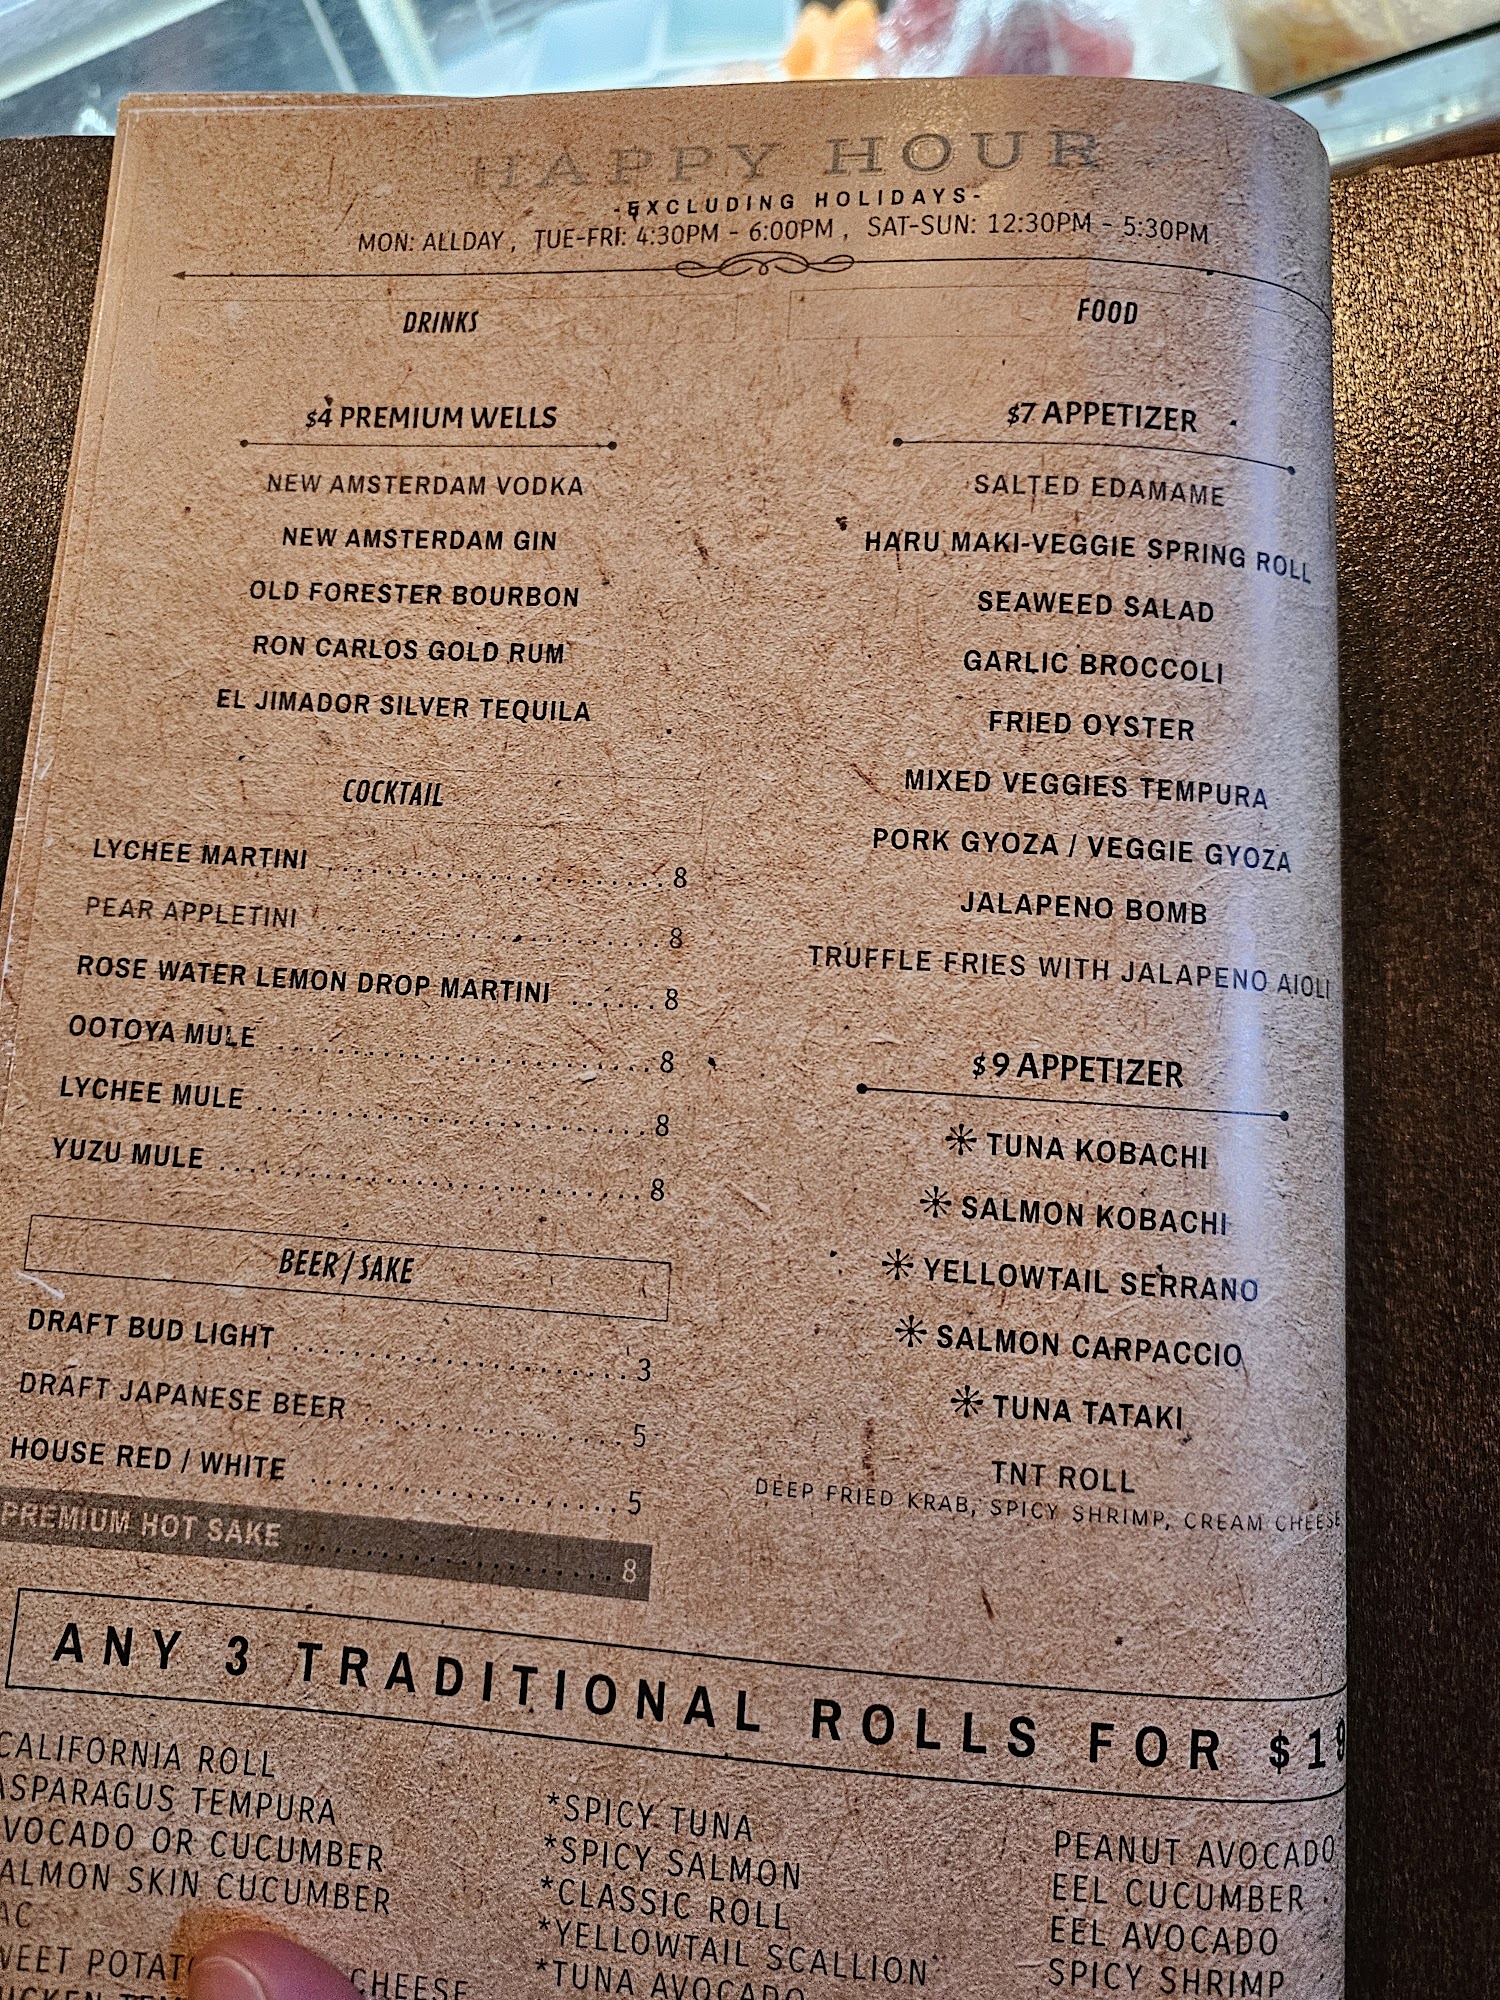 HAPPY HOUR
-EXCLUDING HOLIDAYS-
MON: ALLDAY, TUE-FRI: 4:30PM - 6:00PM, SAT-SUN: 12:30PM - 5:30PM
DRINKS
$4 PREMIUM WELLS
NEW AMSTERDAM VODKA
NEW AMSTERDAM GIN
OLD FORESTER BOURBON
RON CARLOS GOLD RUM
EL JIMADOR SILVER TEQUILA
COCKTAIL
LYCHEE MARTINI 8
PEAR APPLETINI 8
ROSE WATER LEMON DROP MARTINI 8
OOTOYA MULE 8
LYCHEE MULE 8
YUZU MULE 8
BEER / SAKE
DRAFT BUD LIGHT 3
DRAFT JAPANESE BEER 5
HOUSE RED / WHITE 5
PREMIUM HOT SAKE 8
FOOD
$7 APPETIZER
SALTED EDAMAME
HARU MAKI-VEGGIE SPRING ROLL
SEAWEED SALAD
GARLIC BROCCOLI
FRIED OYSTER
MIXED VEGGIES TEMPURA
PORK GYOZA / VEGGIE GYOZA
JALAPENO BOMB
TRUFFLE FRIES WITH JALAPENO AIOLI
$9 APPETIZER
* TUNA KOBACHI
* SALMON KOBACHI
* YELLOWTAIL SERRANO
* SALMON CARPACCIO
* TUNA TATAKI
TNT ROLL
DEEP FRIED KRAB, SPICY SHRIMP, CREAM CHEESE
ANY 3 TRADITIONAL ROLLS FOR $19
CALIFORNIA ROLL
ASPARAGUS TEMPURA
AVOCADO OR CUCUMBER
SALMON SKIN CUCUMBER
CHEESE
*SPICY TUNA
*SPICY SALMON
*CLASSIC ROLL
*YELLOWTAIL SCALLION
*TUNA AVOCADO
PEANUT AVOCADO
EEL CUCUMBER
EEL AVOCADO
SPICY SHRIMP